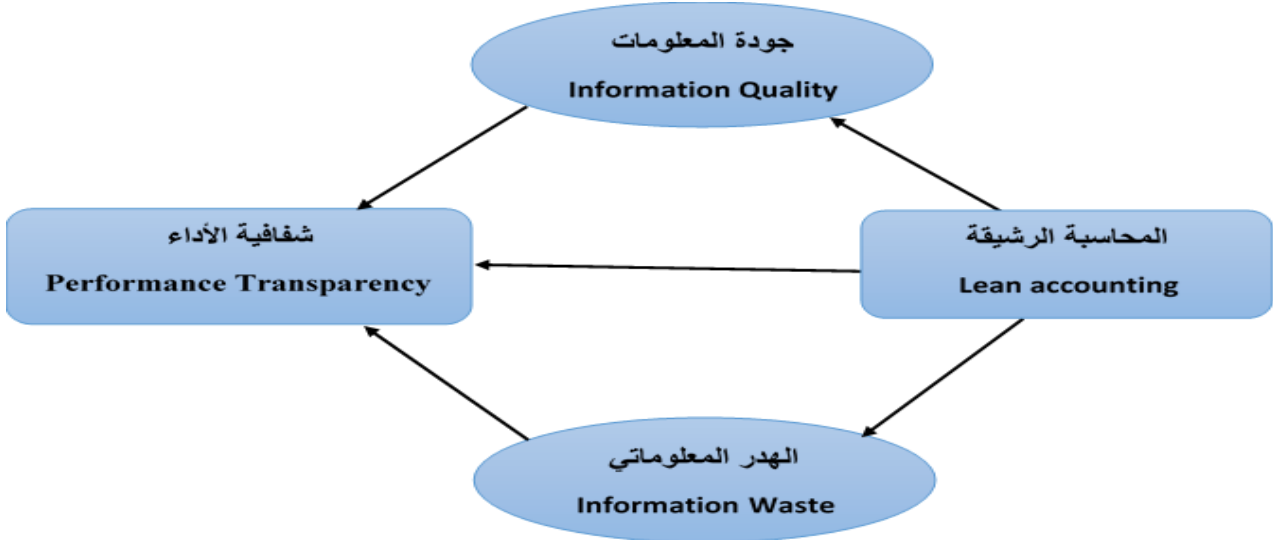 جودة المعلومات
Information Quality
شفافية الأداء
Performance Transparency
المحاسبة الرشيقة
Lean accounting
الهدر المعلوماتي
Information Waste